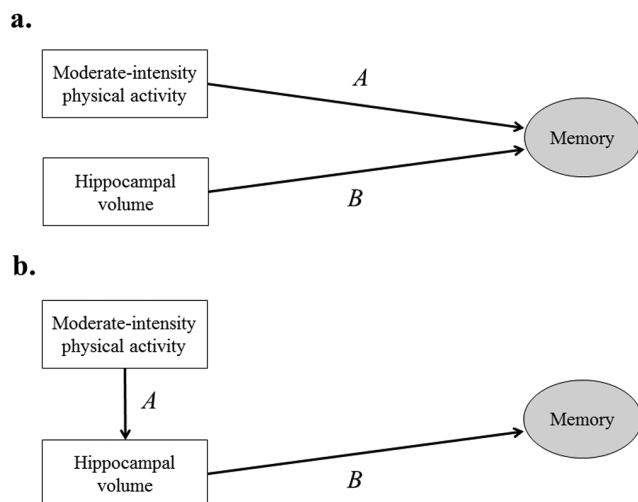 a.
Moderate-intensity
physical activity
A
Memory
Hippocampal
volume
B
b.
Moderate-intensity
physical activity
A
Memory
Hippocampal
volume
B